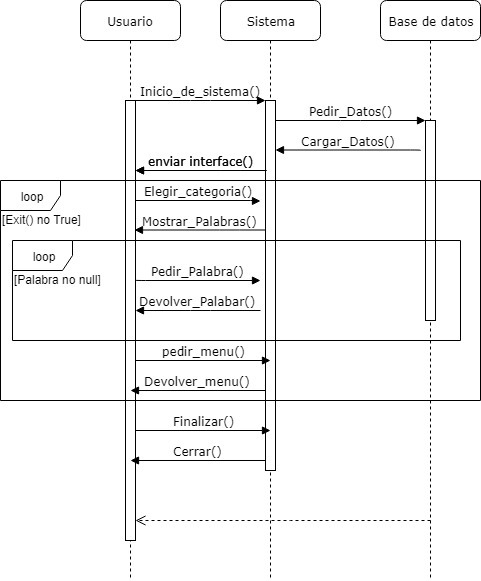 Usuario
Sistema
Base de datos
Inicio_de_sistema()
Pedir_Datos()
Cargar_Datos()
enviar interface()
loop
[Exit() no True]
Elegir_categoria()
Mostrar_Palabras()
loop
[Palabra no null]
Pedir_Palabra()
Devolver_Palabar()
pedir_menu()
Devolver_menu()
Finalizar()
Cerrar()